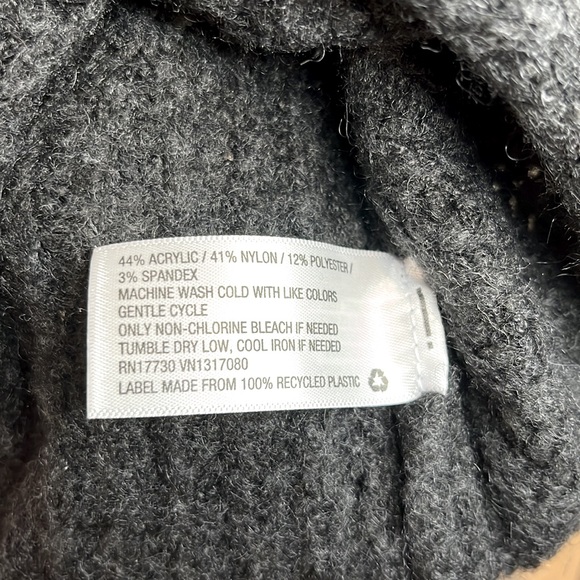 44% ACRYLIC / 41% NYLON / 12% POLYESTER /
3% SPANDEX
MACHINE WASH COLD WITH LIKE COLORS
GENTLE CYCLE
ONLY NON-CHLORINE BLEACH IF NEEDED
TUMBLE DRY LOW, COOL IRON IF NEEDED
RN17730 VN1317080
LABEL MADE FROM 100% RECYCLED PLASTIC